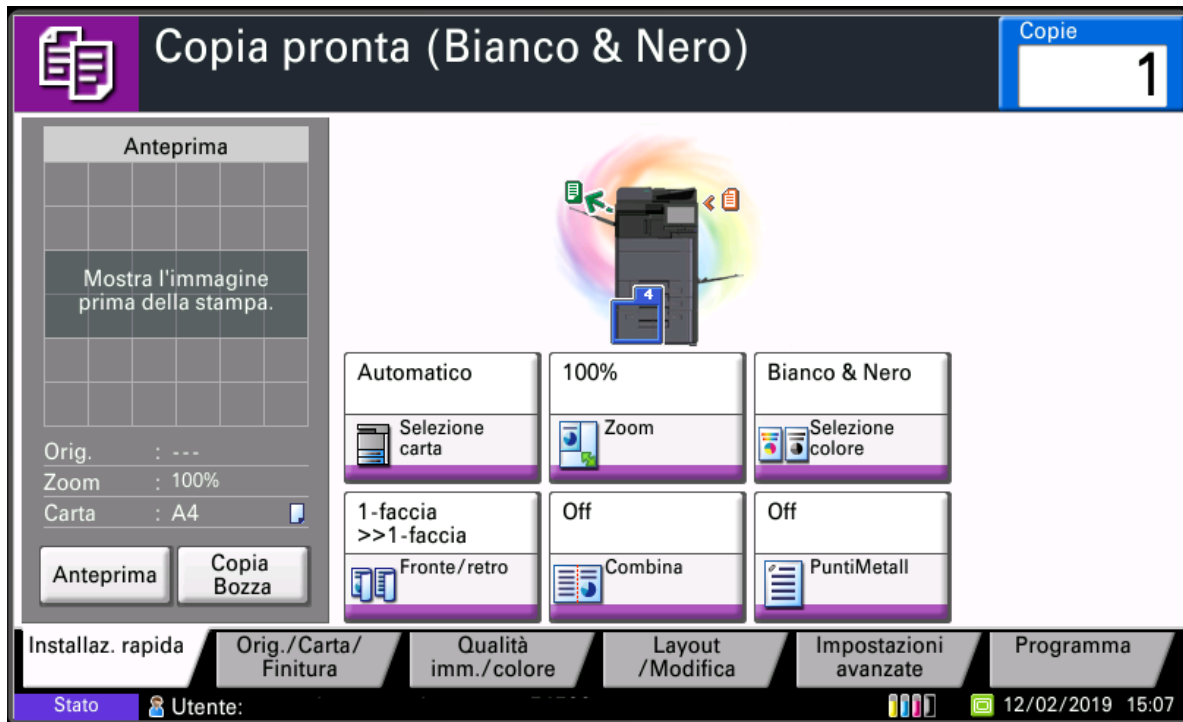 Copia pronta (Bianco & Nero)
Copie
1
Anteprima
Mostra l'immagine
prima della stampa.
Orig. : ---
Zoom : 100%
Carta : A4
Anteprima
Copia
Bozza
4
Automatico
Selezione
carta
100%
Zoom
Bianco & Nero
Selezione
colore
1-faccia
>>1-faccia
Fronte/retro
Off
Combina
Off
PuntiMetall
Installaz. rapida
Orig./Carta/
Finitura
Qualità
imm./colore
Layout
/Modifica
Impostazioni
avanzate
Programma
Stato
Utente:
12/02/2019 15:07